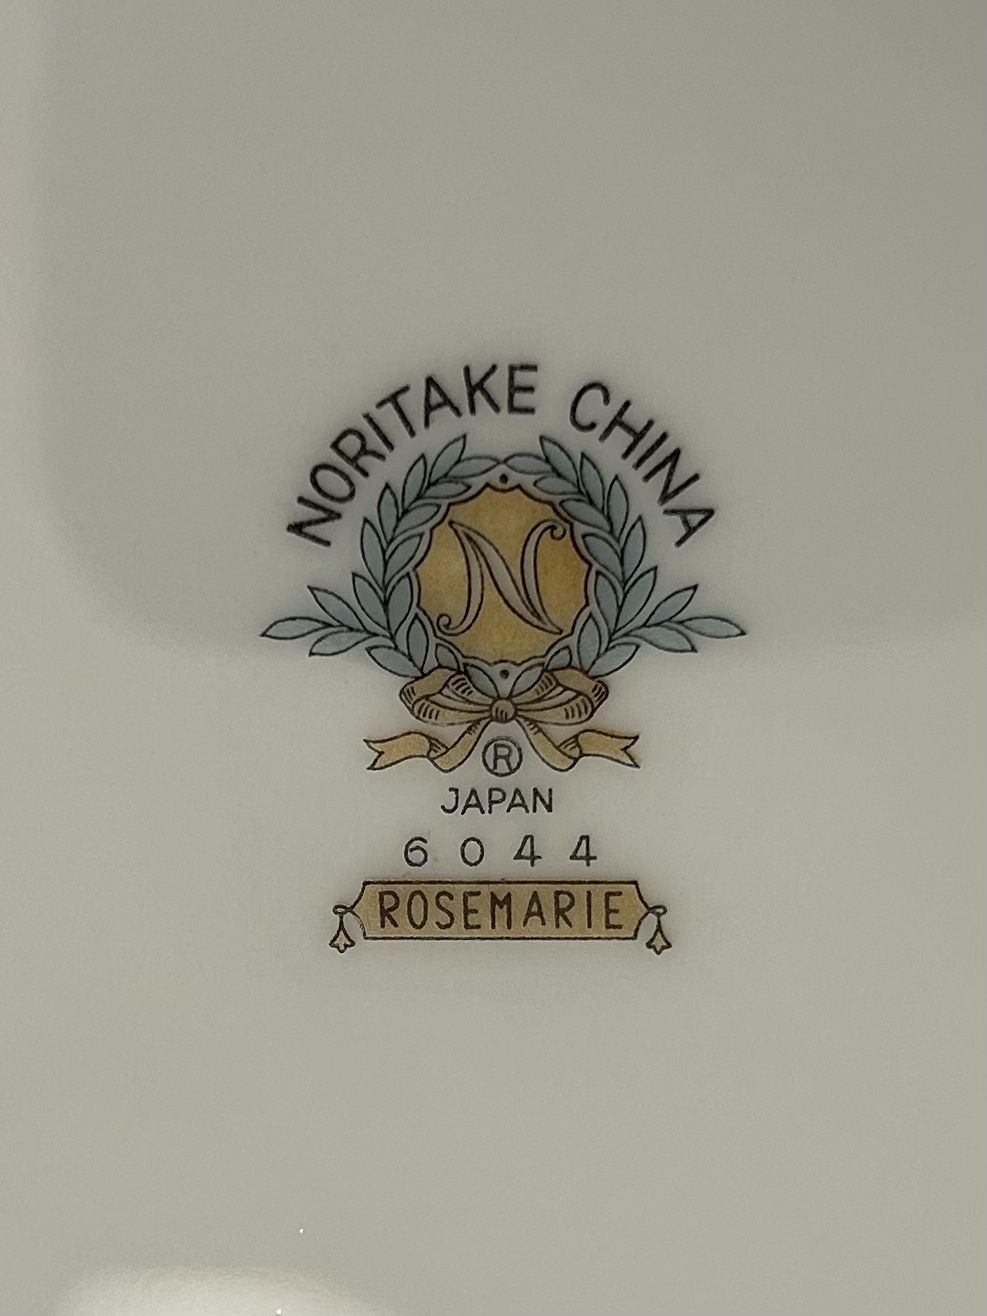 NORITAKE CHINA
N
®
JAPAN
6044
ROSEMARIE